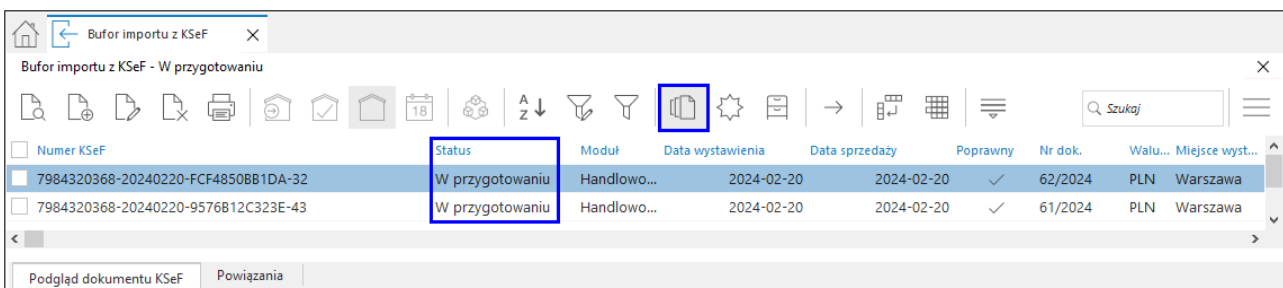 Bufor importu z KSeF
Bufor importu z KSeF - W przygotowaniu
18 A Z Szukaj
Numer KSeF Status Moduł Data wystawienia Data sprzedaży Poprawny Nr dok. Walu... Miejsce wyst...
7984320368-20240220-FCF4850BB1DA-32 W przygotowaniu Handlowo... 2024-02-20 2024-02-20 62/2024 PLN Warszawa
7984320368-20240220-9576B12C323E-43 W przygotowaniu Handlowo... 2024-02-20 2024-02-20 61/2024 PLN Warszawa
Podgląd dokumentu KSeF Powiązania